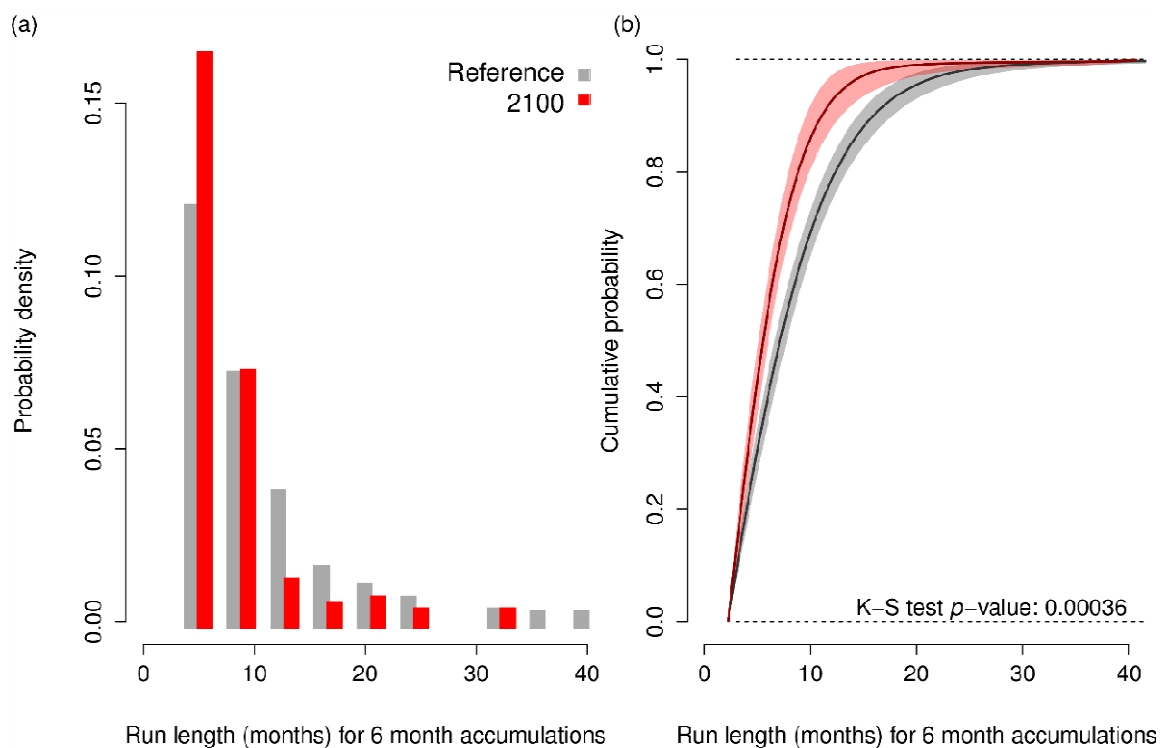 (a)
Reference
2100
Probability density
0.00
0.05
0.10
0.15
0
10
20
30
40
Run length (months) for 6 month accumulations
(b)
Cumulative probability
0.0
0.2
0.4
0.6
0.8
1.0
K−S test p−value: 0.00036
0
10
20
30
40
Run length (months) for 6 month accumulations